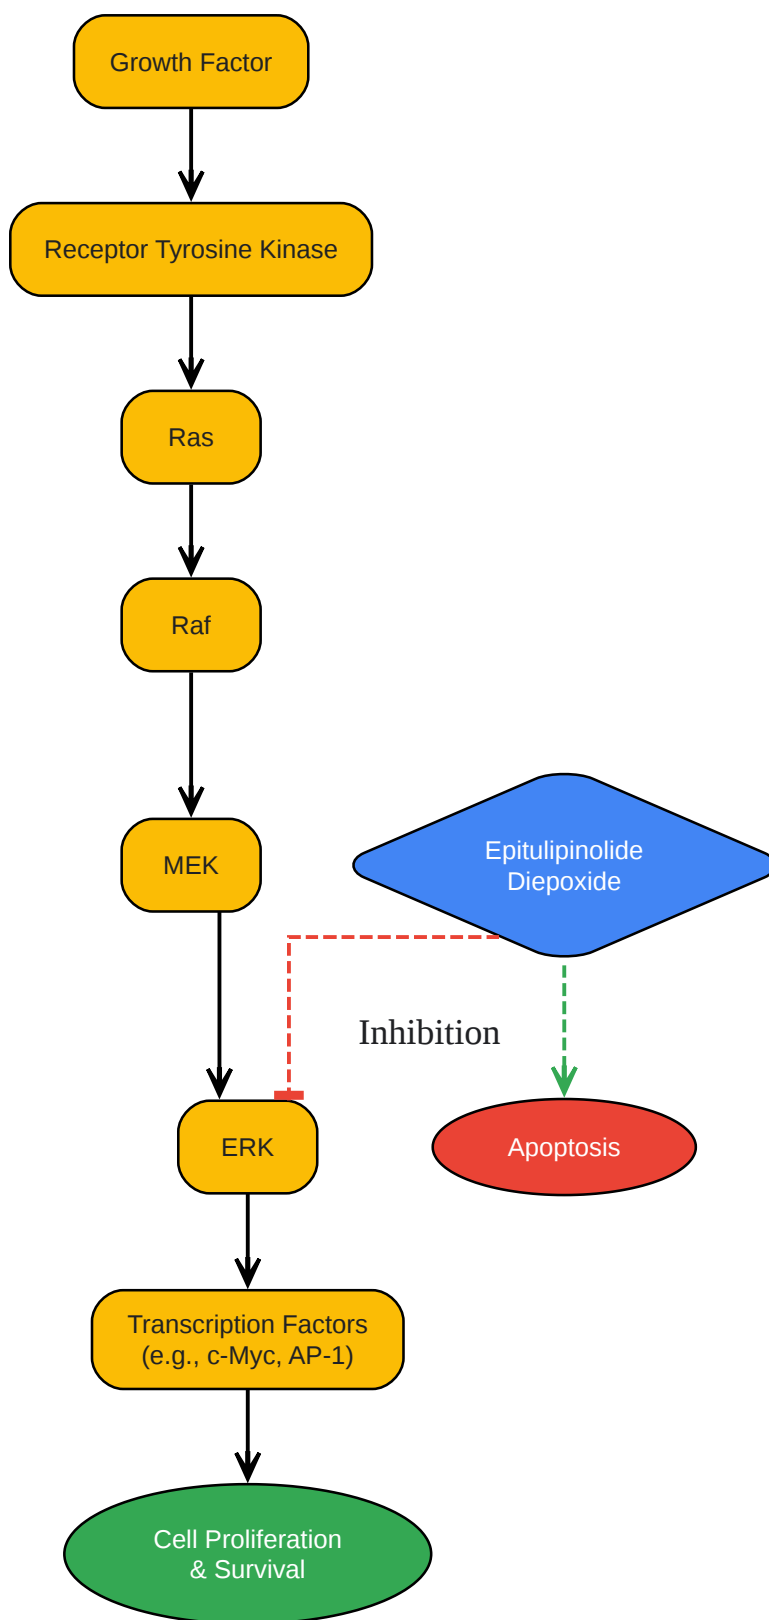 Growth Factor
Receptor Tyrosine Kinase
Ras
Raf
MEK
Epitulipinolide
Diepoxide
Inhibition
ERK
Apoptosis
Transcription Factors
(e.g., c-Myc, AP-1)
Cell Proliferation
& Survival